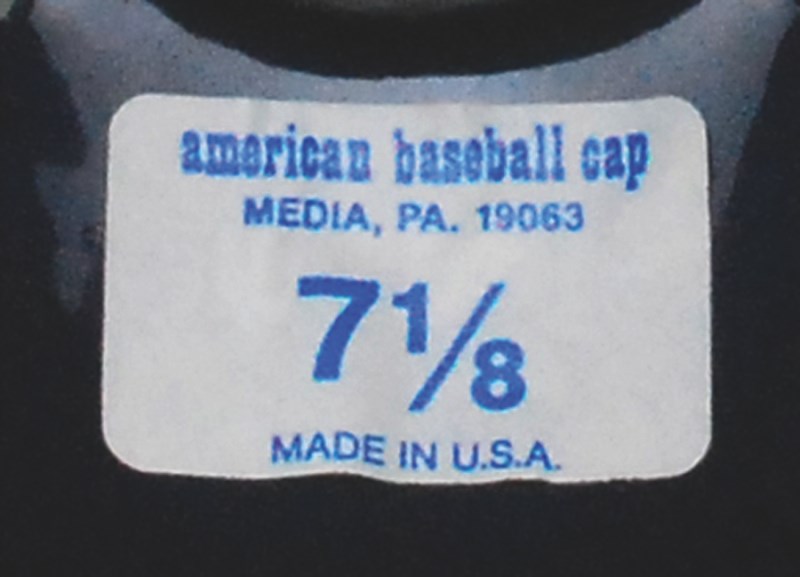 american baseball cap
MEDIA, PA. 19063
7 1/8
MADE IN U.S.A.